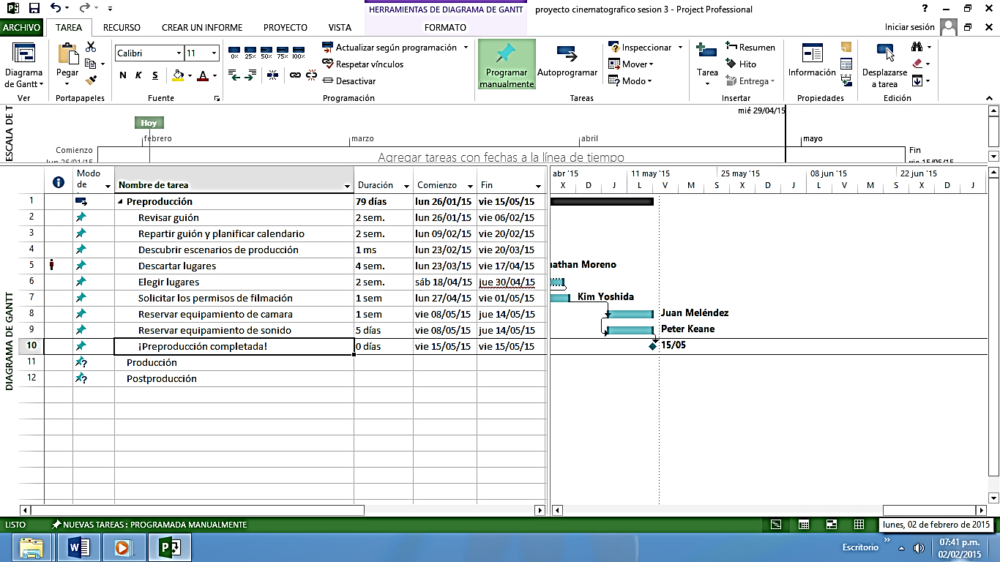 HERRAMIENTAS DE DIAGRAMA DE GANTT
proyecto cinematografico sesion 3 - Project Professional
ARCHIVO TAREA RECURSO CREAR UN INFORME PROYECTO VISTA FORMATO Iniciar sesión
Diagrama de Gantt
Ver
Pegar
Portapapeles
Calibri 11
N K S
Fuente
0% 25% 50% 75% 100%
Actualizar según programación
Respetar vínculos
Desactivar
Programación
Programar manualmente
Autoprogramar
Inspeccionar
Mover
Modo
Tareas
Tarea
Resumen
Hito
Entrega
Insertar
Información
Propiedades
Desplazarse a tarea
Edición
ESCALA DE T
mié 29/04/15
Hoy
febrero marzo abril mayo
Comienzo
lun 26/01/15
Agregar tareas con fechas a la línea de tiempo
Fin
vie 15/05/15
DIAGRAMA DE GANTT
Modo de Nombre de tarea Duración Comienzo Fin
1 Preproducción 79 días lun 26/01/15 vie 15/05/15
2 Revisar guión 2 sem. lun 26/01/15 vie 06/02/15
3 Repartir guión y planificar calendario 2 sem. lun 09/02/15 vie 20/02/15
4 Descubrir escenarios de producción 1 ms lun 23/02/15 vie 20/03/15
5 Descartar lugares 4 sem. lun 23/03/15 vie 17/04/15
6 Elegir lugares 2 sem. sáb 18/04/15 jue 30/04/15
7 Solicitar los permisos de filmación 1 sem lun 27/04/15 vie 01/05/15
8 Reservar equipamiento de camara 1 sem vie 08/05/15 jue 14/05/15
9 Reservar equipamiento de sonido 5 días vie 08/05/15 jue 14/05/15
10 ¡Preproducción completada! 0 días vie 15/05/15 vie 15/05/15
11 Producción
12 Postproducción
abr '15 11 may '15 25 may '15 08 jun '15 22 jun '15
X D J L V M S X D J L V M S X D J
athan Moreno
Kim Yoshida
Juan Meléndez
Peter Keane
15/05
LISTO NUEVAS TAREAS : PROGRAMADA MANUALMENTE
lunes, 02 de febrero de 2015
Escritorio
07:41 p.m.
02/02/2015